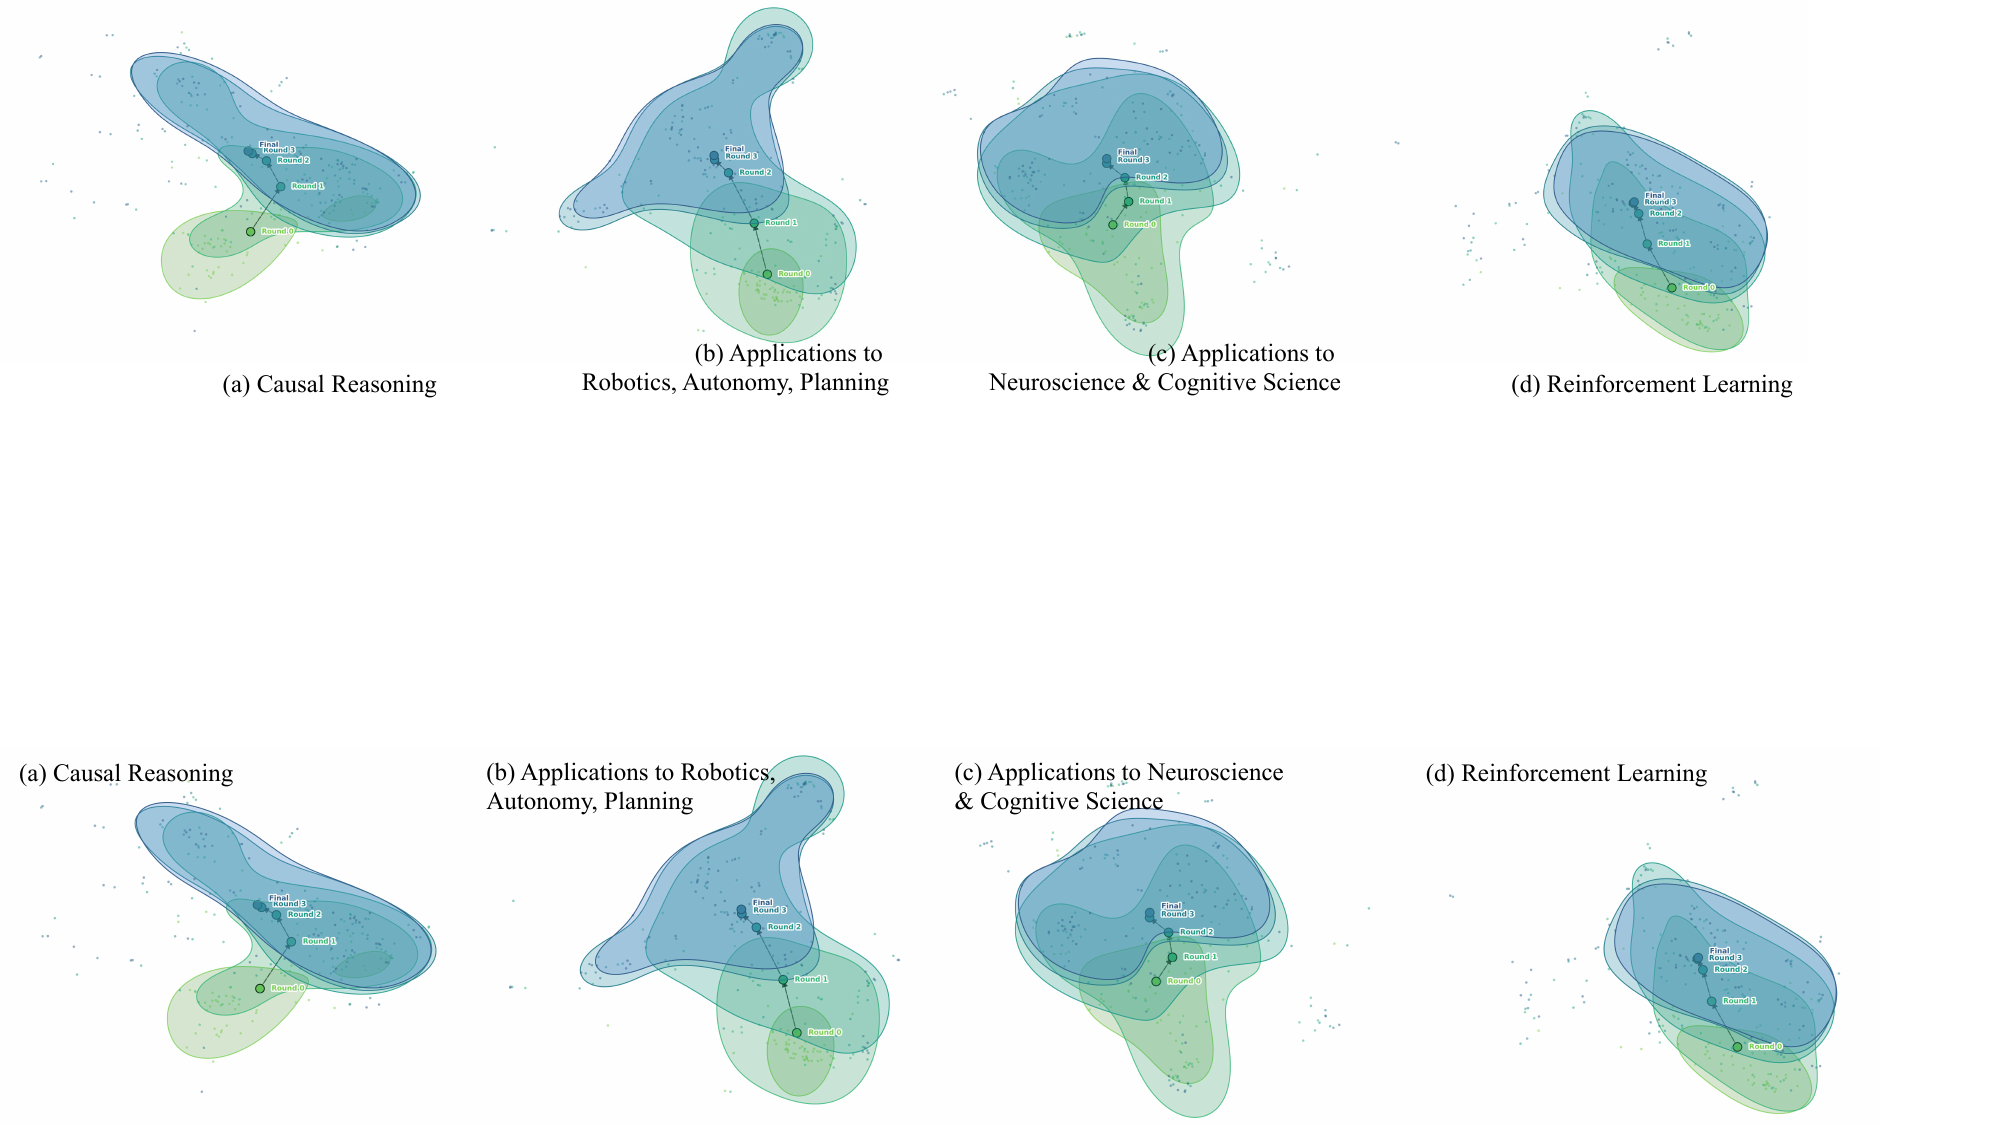 Final
Round 3
Round 2
Round 1
Round 0
Final
Round 3
Round 2
Round 1
Round 0
Final
Round 3
Round 2
Round 1
Round 0
Final
Round 3
Round 2
Round 1
Round 0
(a) Causal Reasoning
(b) Applications to
Robotics, Autonomy, Planning
(c) Applications to
Neuroscience & Cognitive Science
(d) Reinforcement Learning
(a) Causal Reasoning
(b) Applications to Robotics,
Autonomy, Planning
(c) Applications to Neuroscience
& Cognitive Science
(d) Reinforcement Learning
Final
Round 3
Round 2
Round 1
Round 0
Final
Round 3
Round 2
Round 1
Round 0
Final
Round 3
Round 2
Round 1
Round 0
Final
Round 3
Round 2
Round 1
Round 0